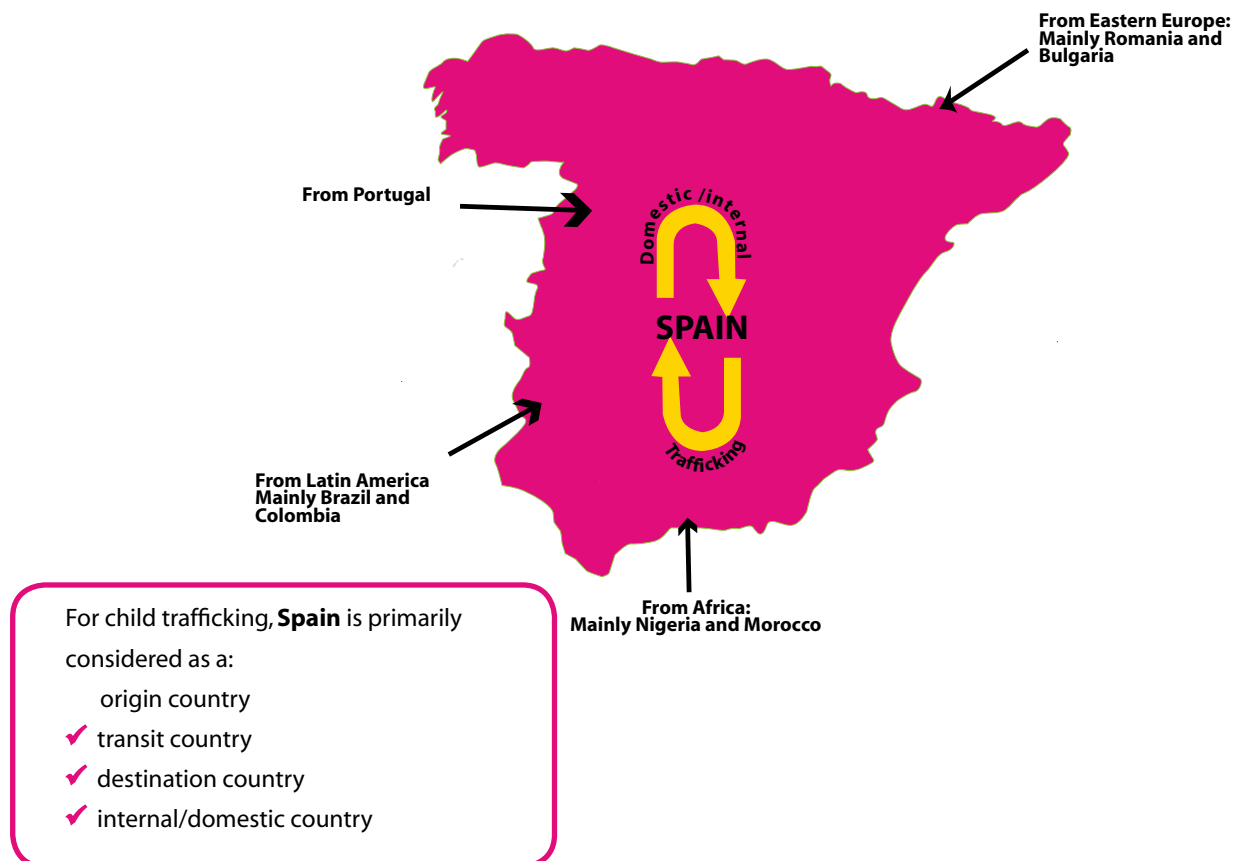 From Eastern Europe:
Mainly Romania and
Bulgaria
From Portugal
Domestic /internal
SPAIN
Trafficking
From Latin America
Mainly Brazil and
Colombia
From Africa:
Mainly Nigeria and Morocco
For child trafficking, Spain is primarily
considered as a:
origin country
✓ transit country
✓ destination country
✓ internal/domestic country